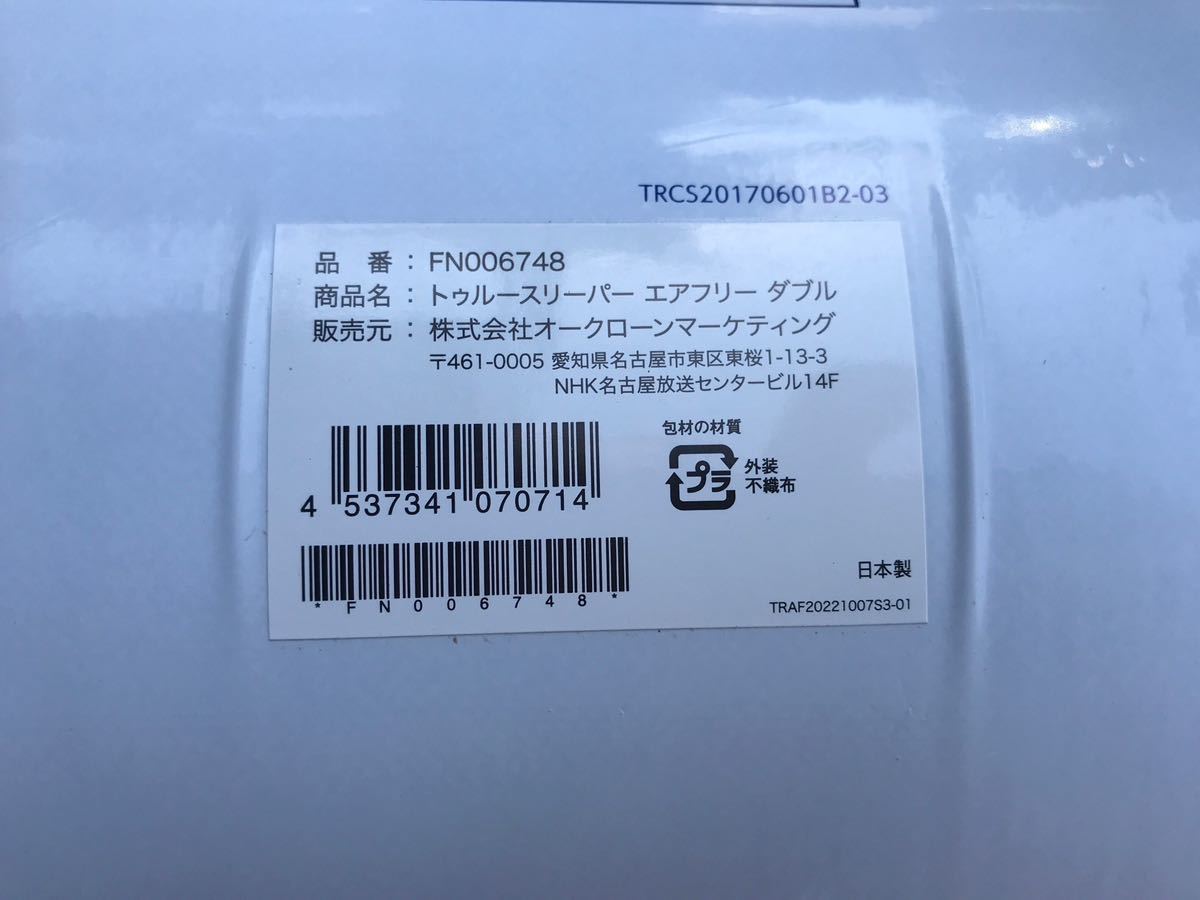 TRCS20170601B2-03
品 番 : FN006748
商品名 : トゥルースリーパー エアフリー ダブル
販売元 : 株式会社オークローンマーケティング
〒461-0005 愛知県名古屋市東区東桜1-13-3
NHK名古屋放送センタービル14F
包材の材質
プラ
外装
不織布
4 537341 070714
*FN006748*
日本製
TRAF20221007S3-01